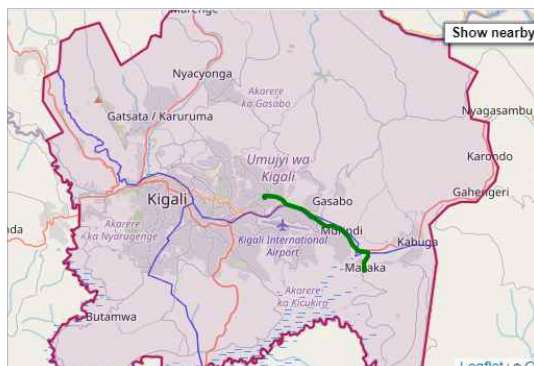 Marenge
Show nearby
Nyacyonga
Akarere
ka Gasabo
Nyagasambu
Gatsata / Karuruma
Umujyi wa
Kigali
Karondo
Gahengeri
Kigali
Gasabo
Akarere
ka Nyarugenge
Kigali International
Airport
Kabuga
Masaka
Akarere
ka Kicukiro
Butamwa